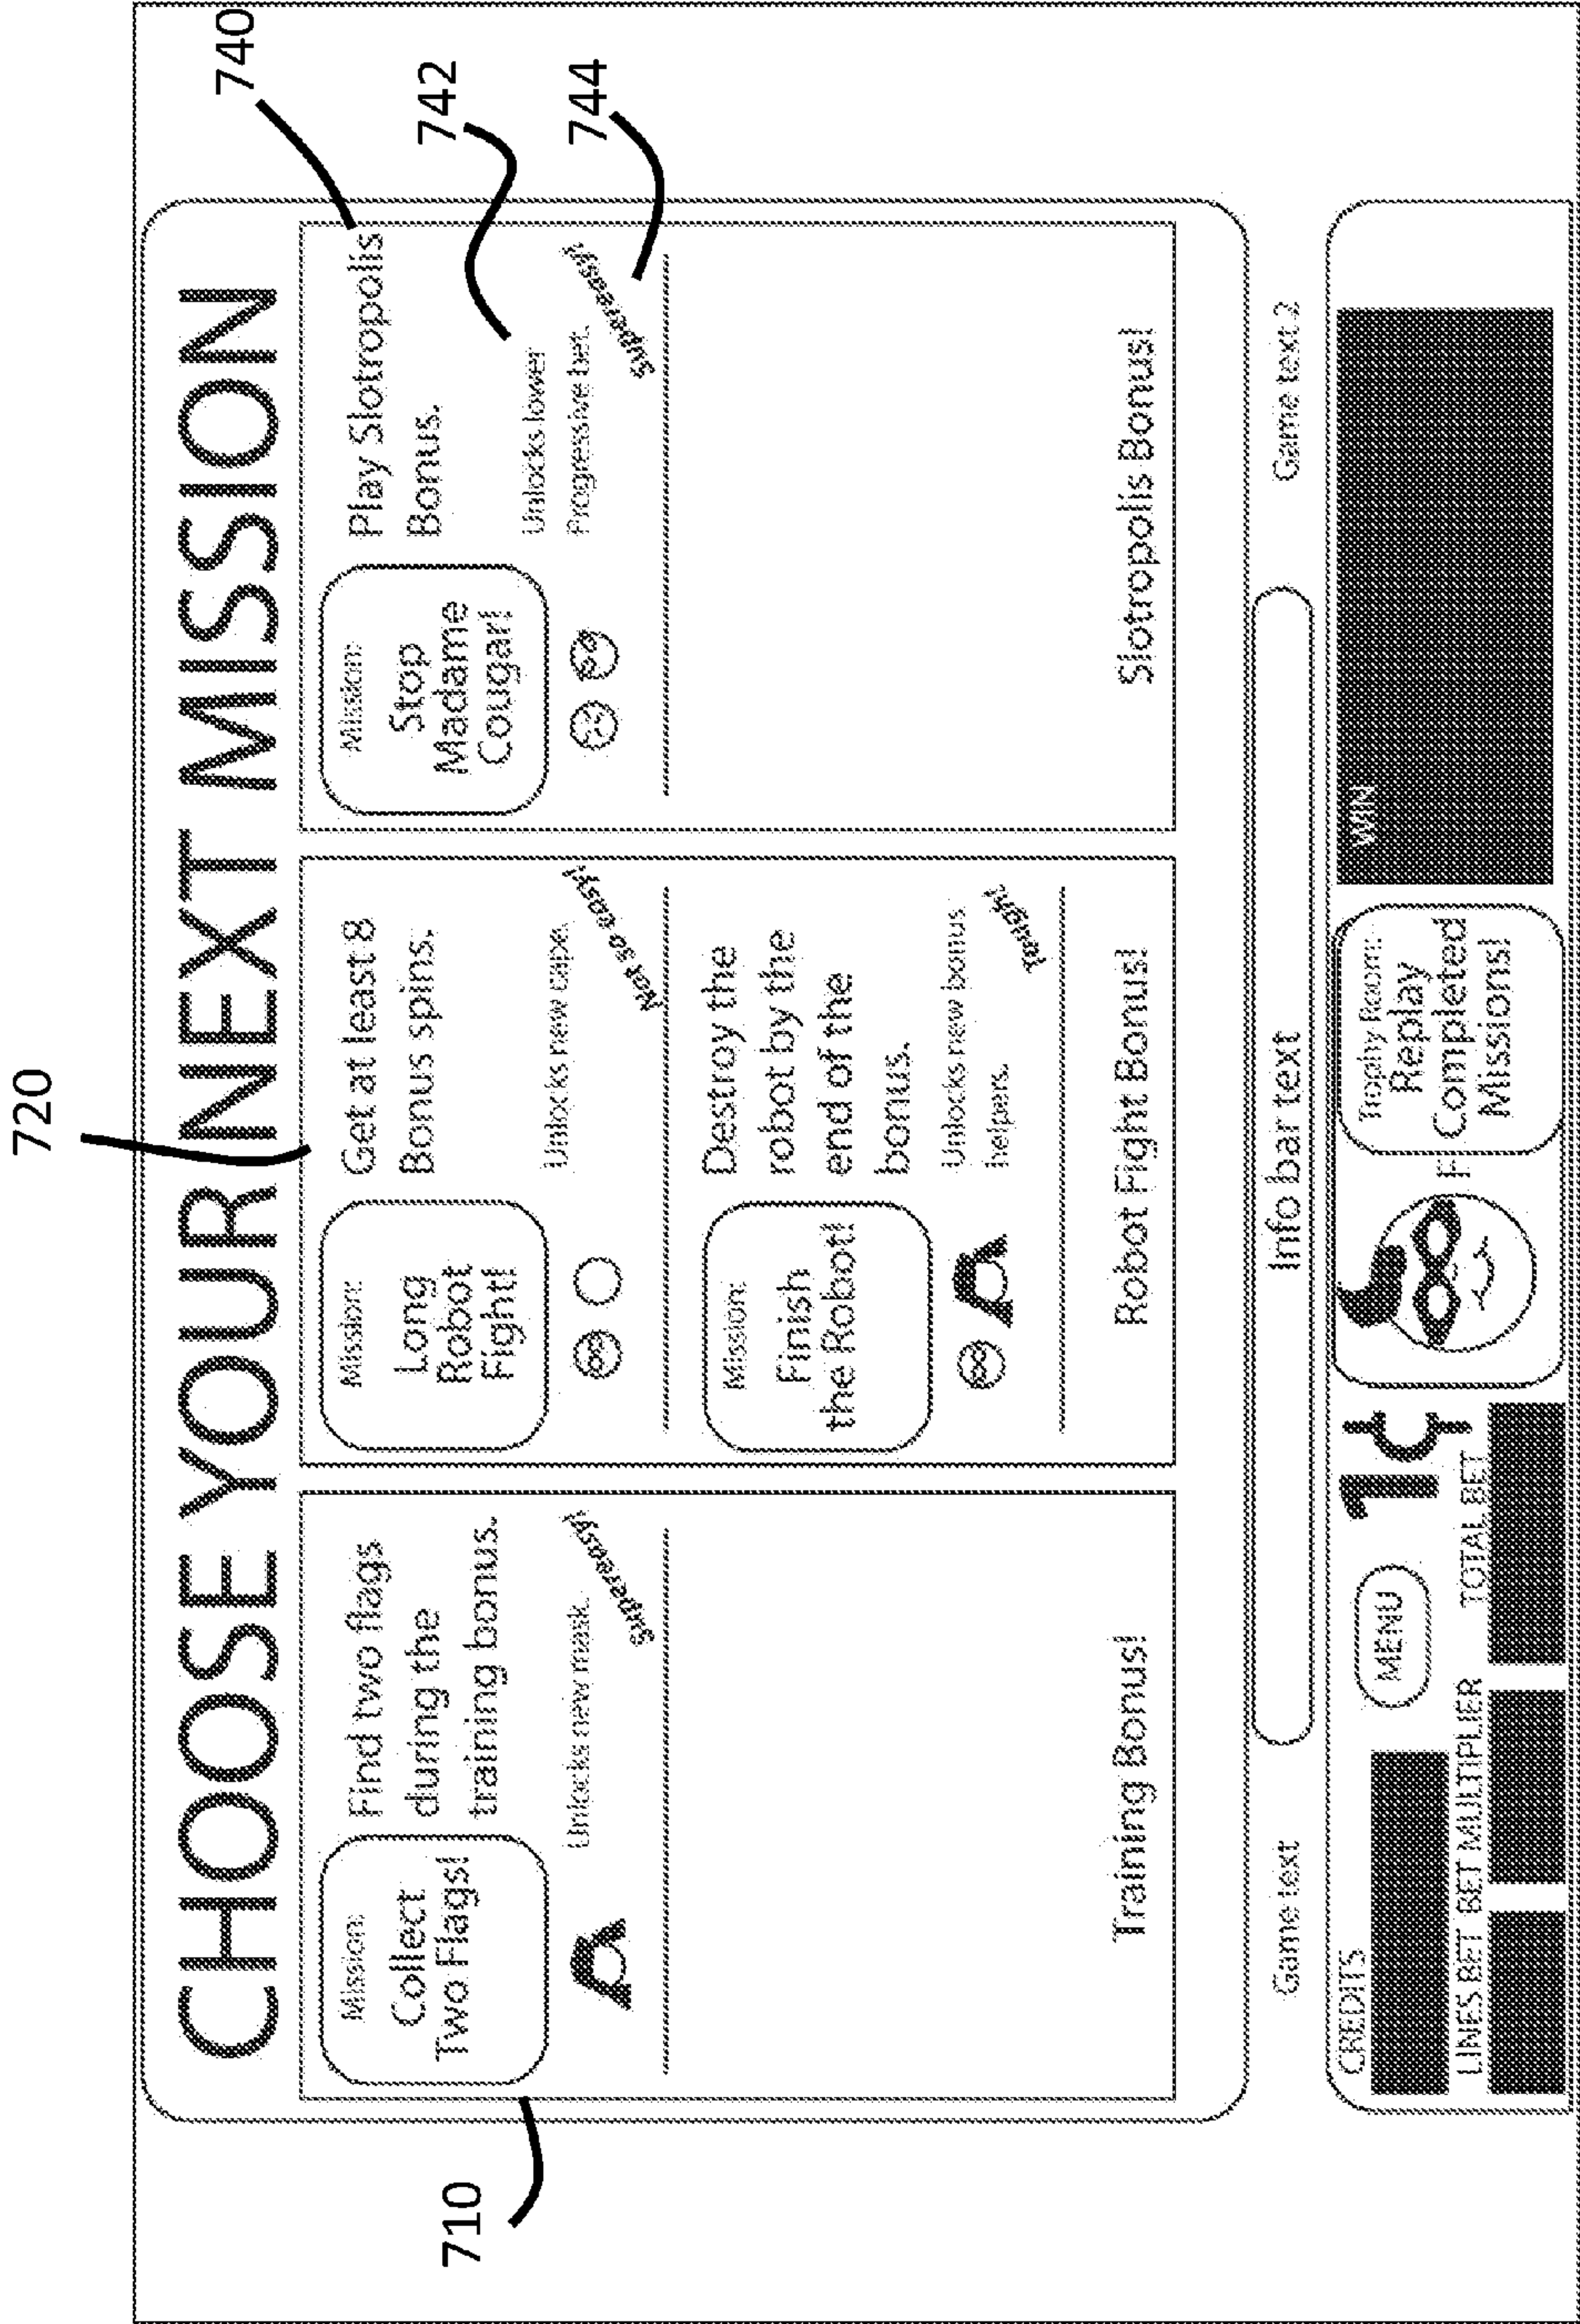 720
740
742
744
710
CHOOSE YOUR NEXT MISSION
Mission:
Collect
Two Flags!
Find two flags
during the
training bonus.
Unlocks new mask.
Supereasy!
Training Bonus!
Mission:
Long
Robot
Fight!
Get at least 8
Bonus spins.
Unlocks new cape.
Not so easy!
Mission:
Finish
the Robot!
Destroy the
robot by the
end of the
bonus.
Unlocks new bonus
helpers.
Tough!
Robot Fight Bonus!
Mission:
Stop
Madame
Cougar!
Play Slotropolis
Bonus.
Unlocks lower
Progressive bet.
Supereasy!
Slotropolis Bonus!
Game text
Info bar text
Game text 2
CREDITS
MENU
1¢
LINES BET BET MULTIPLIER
TOTAL BET
F
Trophy Room:
Replay
Completed
Missions!
WIN